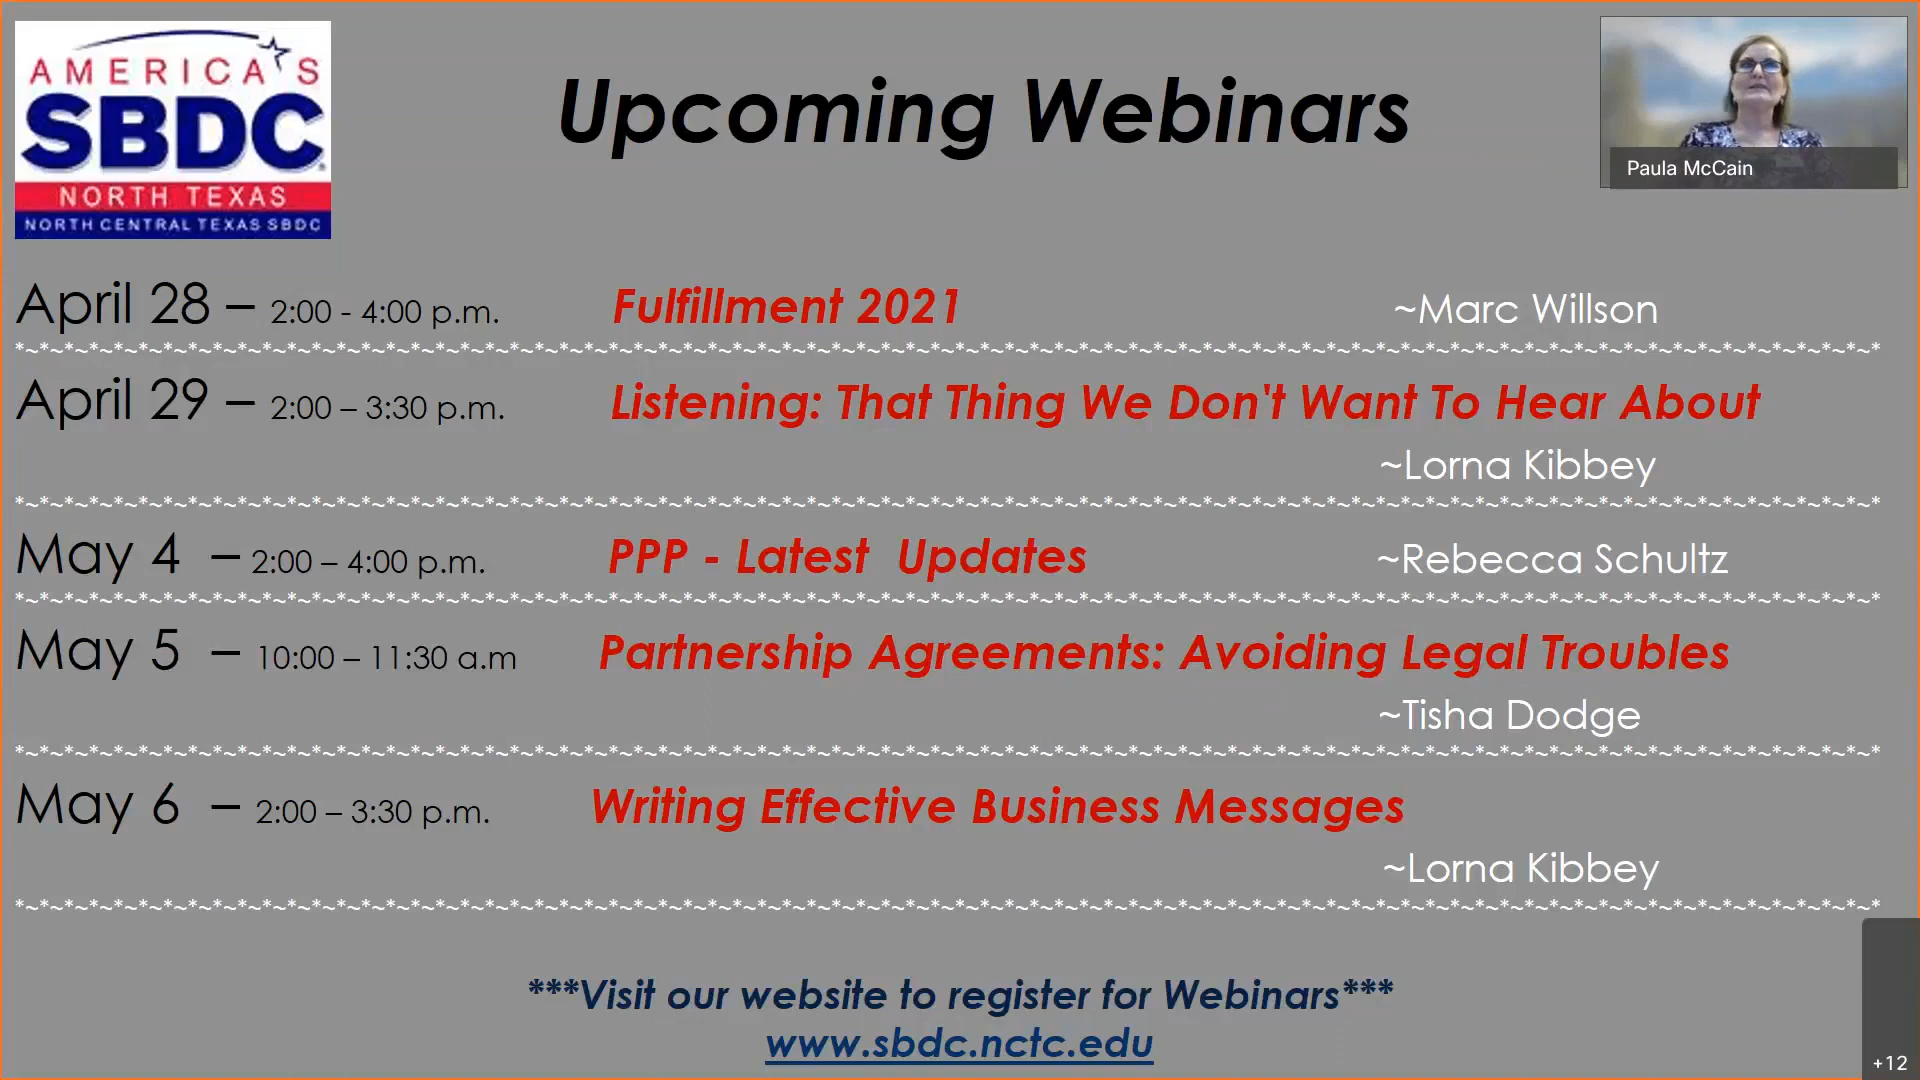 AMERICA'S
SBDC
NORTH TEXAS
NORTH CENTRAL TEXAS SBDC
Upcoming Webinars
Paula McCain
April 28 – 2:00 - 4:00 p.m. Fulfillment 2021 ~Marc Willson
*~*~*~*~*~*~*~*~*~*~*~*~*~*~*~*~*~*~*~*~*~*~*~*~*~*~*~*~*~*~*~*~*~*~*~*~*~*~*~*~*~*~*~*~*~*~*~*~*~*~*~*~*~*~*~*~*~*~*~*~*~*~*~*~*~*~*~*~*~*~*~*~*~*~*~*
April 29 – 2:00 – 3:30 p.m. Listening: That Thing We Don't Want To Hear About
~Lorna Kibbey
*~*~*~*~*~*~*~*~*~*~*~*~*~*~*~*~*~*~*~*~*~*~*~*~*~*~*~*~*~*~*~*~*~*~*~*~*~*~*~*~*~*~*~*~*~*~*~*~*~*~*~*~*~*~*~*~*~*~*~*~*~*~*~*~*~*~*~*~*~*~*~*~*~*~*~*
May 4 – 2:00 – 4:00 p.m. PPP - Latest Updates ~Rebecca Schultz
*~*~*~*~*~*~*~*~*~*~*~*~*~*~*~*~*~*~*~*~*~*~*~*~*~*~*~*~*~*~*~*~*~*~*~*~*~*~*~*~*~*~*~*~*~*~*~*~*~*~*~*~*~*~*~*~*~*~*~*~*~*~*~*~*~*~*~*~*~*~*~*~*~*~*~*
May 5 – 10:00 – 11:30 a.m Partnership Agreements: Avoiding Legal Troubles
~Tisha Dodge
*~*~*~*~*~*~*~*~*~*~*~*~*~*~*~*~*~*~*~*~*~*~*~*~*~*~*~*~*~*~*~*~*~*~*~*~*~*~*~*~*~*~*~*~*~*~*~*~*~*~*~*~*~*~*~*~*~*~*~*~*~*~*~*~*~*~*~*~*~*~*~*~*~*~*~*
May 6 – 2:00 – 3:30 p.m. Writing Effective Business Messages
~Lorna Kibbey
*~*~*~*~*~*~*~*~*~*~*~*~*~*~*~*~*~*~*~*~*~*~*~*~*~*~*~*~*~*~*~*~*~*~*~*~*~*~*~*~*~*~*~*~*~*~*~*~*~*~*~*~*~*~*~*~*~*~*~*~*~*~*~*~*~*~*~*~*~*~*~*~*~*~*~*
***Visit our website to register for Webinars***
www.sbdc.nctc.edu
+12